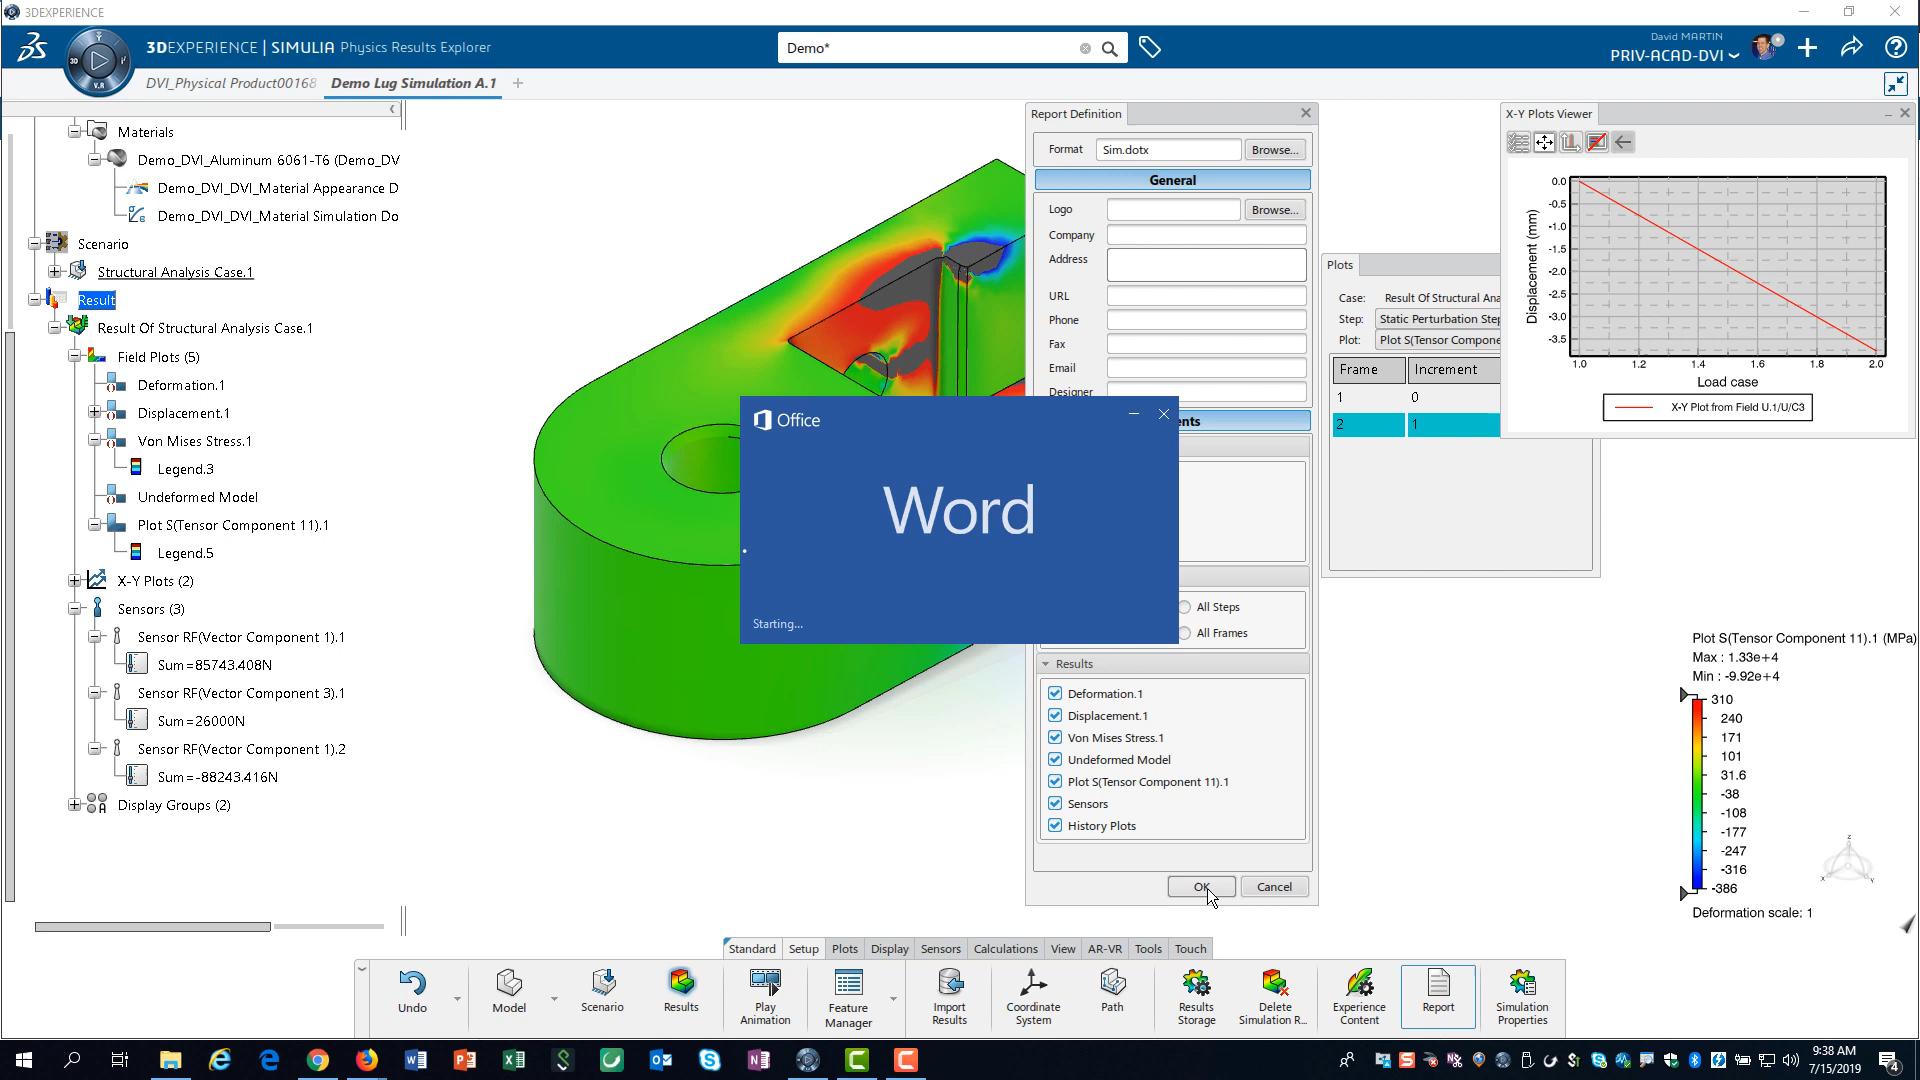 3DEXPERIENCE
3DEXPERIENCE | SIMULIA Physics Results Explorer
Demo*
David MARTIN
PRIV-ACAD-DVI
3D
V.R
DVI_Physical Product00168
Demo Lug Simulation A.1
Materials
Demo_DVI_Aluminum 6061-T6 (Demo_DV
Demo_DVI_DVI_Material Appearance D
Demo_DVI_DVI_Material Simulation Do
Scenario
Structural Analysis Case.1
Result
Result Of Structural Analysis Case.1
Field Plots (5)
Deformation.1
Displacement.1
Von Mises Stress.1
Legend.3
Undeformed Model
Plot S(Tensor Component 11).1
Legend.5
X-Y Plots (2)
Sensors (3)
Sensor RF(Vector Component 1).1
Sum=85743.408N
Sensor RF(Vector Component 3).1
Sum=26000N
Sensor RF(Vector Component 1).2
Sum=-88243.416N
Display Groups (2)
Report Definition
Format
Sim.dotx
Browse...
General
Logo
Browse...
Company
Address
URL
Phone
Fax
Email
Designer
nts
All Steps
All Frames
Results
Deformation.1
Displacement.1
Von Mises Stress.1
Undeformed Model
Plot S(Tensor Component 11).1
Sensors
History Plots
OK
Cancel
Office
Word
Starting...
Plots
Case: Result Of Structural Ana
Step: Static Perturbation Step
Plot: Plot S(Tensor Compone
Frame Increment
1 0
2 1
X-Y Plots Viewer
0.0
-0.5
-1.0
-1.5
-2.0
-2.5
-3.0
-3.5
Displacement (mm)
1.0 1.2 1.4 1.6 1.8 2.0
Load case
X-Y Plot from Field U.1/U/C3
Plot S(Tensor Component 11).1 (MPa)
Max : 1.33e+4
Min : -9.92e+4
310
240
171
101
31.6
-38
-108
-177
-247
-316
-386
Deformation scale: 1
Standard Setup Plots Display Sensors Calculations View AR-VR Tools Touch
Undo
Model
Scenario
Results
Play Animation
Feature Manager
Import Results
Coordinate System
Path
Results Storage
Delete Simulation R...
Experience Content
Report
Simulation Properties
9:38 AM
7/15/2019
4